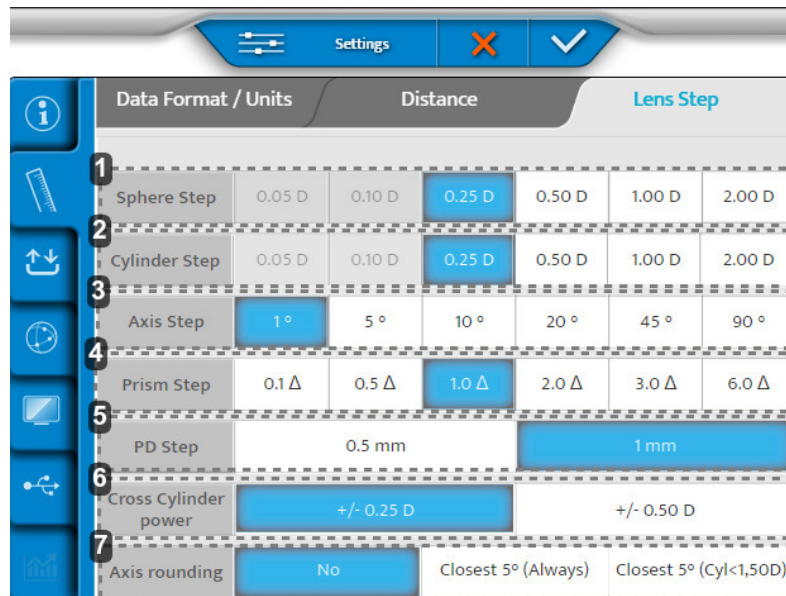 Settings
Data Format / Units Distance Lens Step
1
Sphere Step 0.05 D 0.10 D 0.25 D 0.50 D 1.00 D 2.00 D
2
Cylinder Step 0.05 D 0.10 D 0.25 D 0.50 D 1.00 D 2.00 D
3
Axis Step 1 ° 5 ° 10 ° 20 ° 45 ° 90 °
4
Prism Step 0.1 Δ 0.5 Δ 1.0 Δ 2.0 Δ 3.0 Δ 6.0 Δ
5
PD Step 0.5 mm 1 mm
6
Cross Cylinder
power +/- 0.25 D +/- 0.50 D
7
Axis rounding No Closest 5° (Always) Closest 5° (Cyl<1,50D)